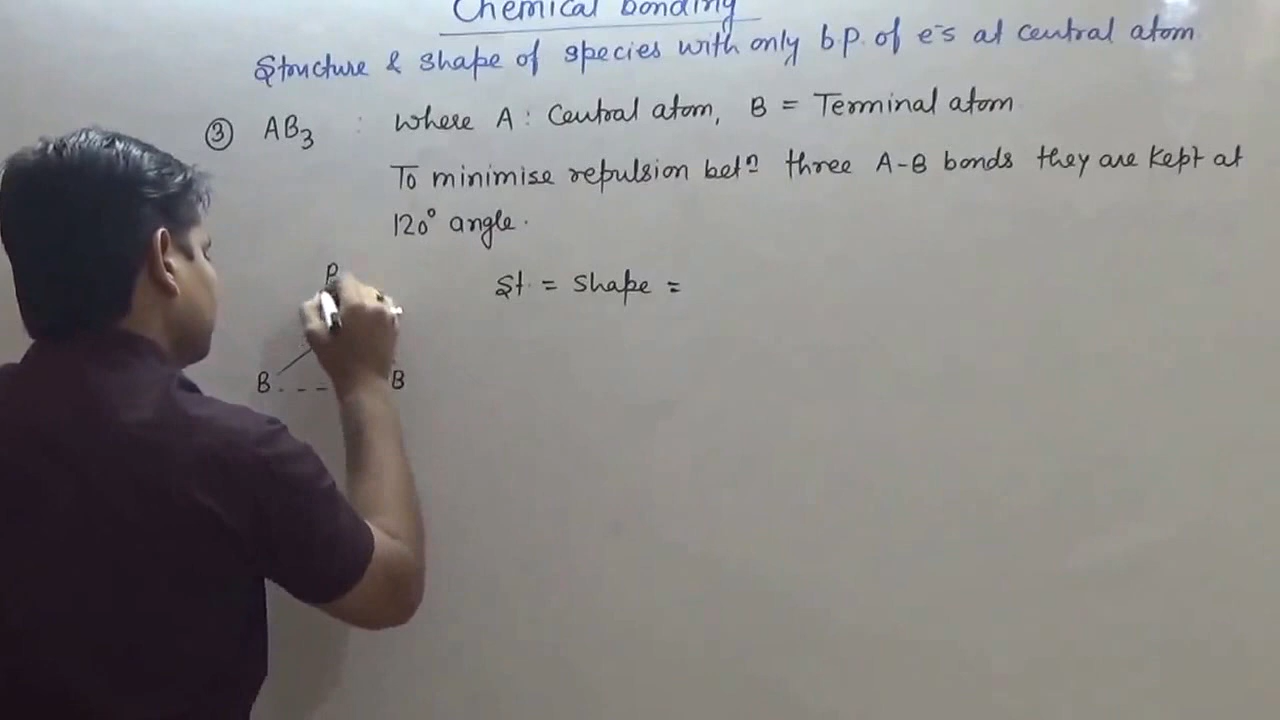 Chemical bonding
Structure & shape of species with only b.p. of e⁻s at central atom
③ AB₃ : where A : Central atom, B = Terminal atom
To minimise repulsion betⁿ three A-B bonds they are kept at
120° angle.
St. = shape =
B B